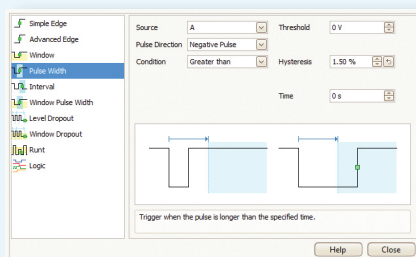 Simple Edge
Advanced Edge
Window
Pulse Width
Interval
Window Pulse Width
Level Dropout
Window Dropout
Runt
Logic
Source A Threshold 0 V
Pulse Direction Negative Pulse
Condition Greater than Hysteresis 1.50 %
Time 0 s
Trigger when the pulse is longer than the specified time.
Help Close